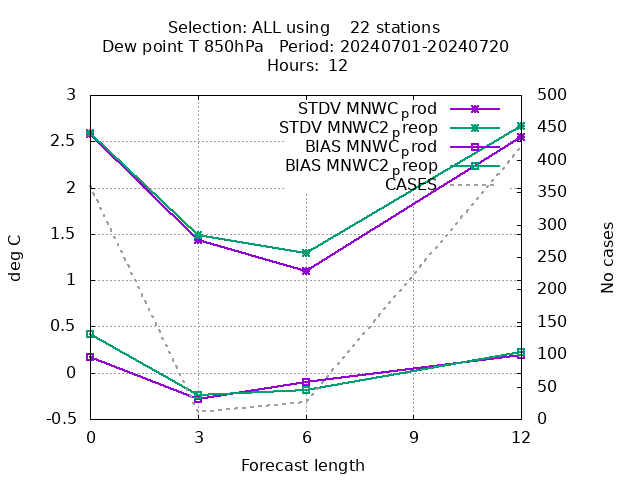 Selection: ALL using    22 stations
Dew point T 850hPa   Period: 20240701-20240720
Hours:  12
3
2.5
2
1.5
1
0.5
0
-0.5
500
450
400
350
300
250
200
150
100
50
0
STDV MNWC_prod
STDV MNWC2_preop
BIAS MNWC_prod
BIAS MNWC2_preop
CASES
deg C
No cases
0 3 6 9 12
Forecast length